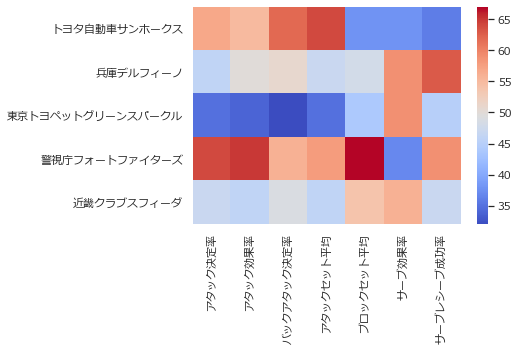 トヨタ自動車サンホークス
兵庫デルフィーノ
東京トヨペットグリーンスパークル
警視庁フォートファイターズ
近畿クラブスフィーダ
アタック決定率
アタック効果率
バックアタック決定率
アタックセット平均
ブロックセット平均
サーブ効果率
サーブレシーブ成功率
65
60
55
50
45
40
35